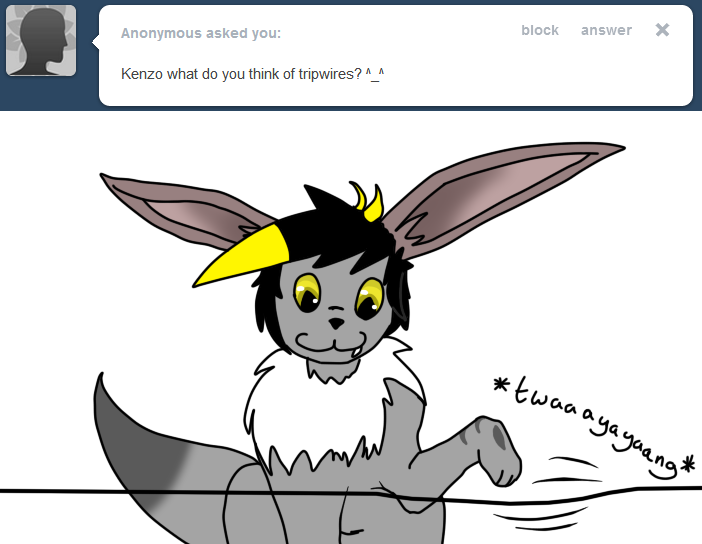 Anonymous asked you:
block answer
Kenzo what do you think of tripwires? ^_^
*twaaayayaang*